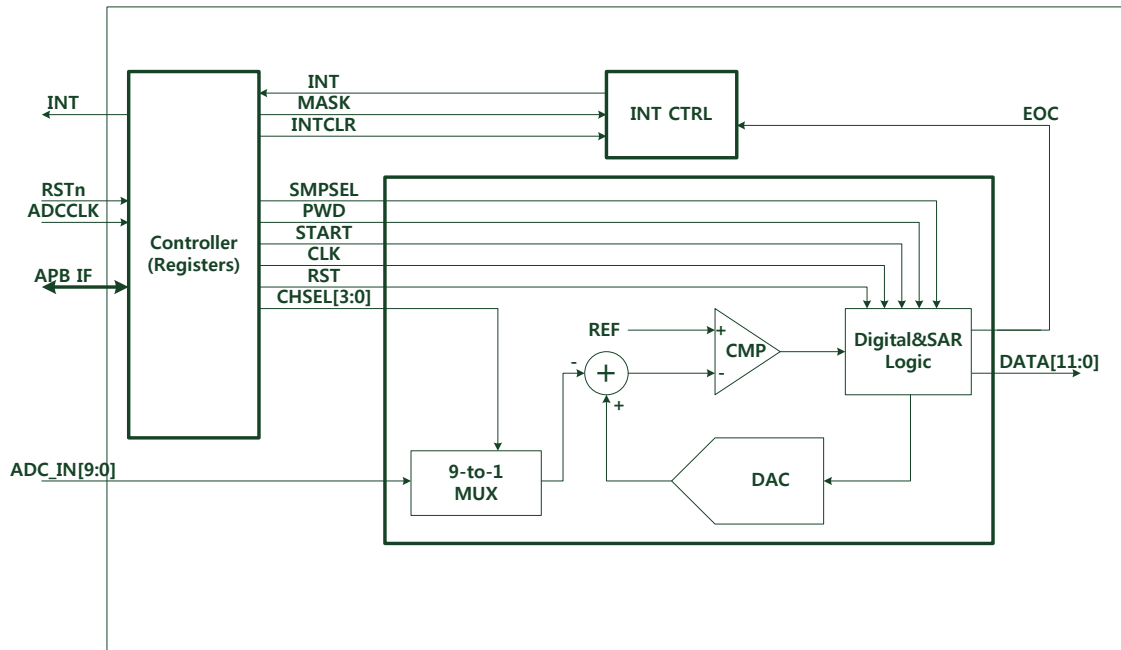 INT
MASK
INTCLR
INT
INT CTRL
EOC
RSTn
ADCCLK
APB IF
Controller
(Registers)
SMPSEL
PWD
START
CLK
RST
CHSEL[3:0]
REF
+
-
CMP
Digital&SAR
Logic
DATA[11:0]
-
+
+
ADC_IN[9:0]
9-to-1
MUX
DAC